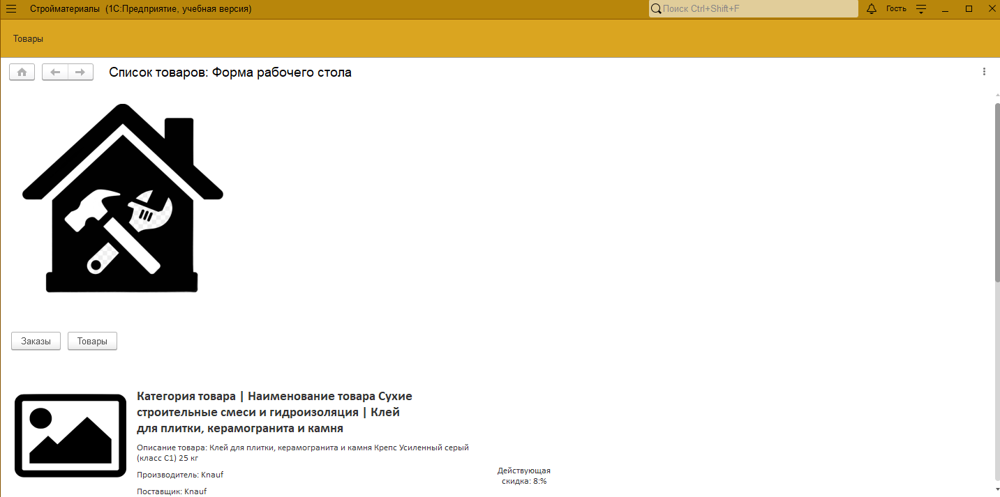 Стройматериалы (1С:Предприятие, учебная версия)
Поиск Ctrl+Shift+F
Гость
Товары
Список товаров: Форма рабочего стола
Заказы
Товары
Категория товара | Наименование товара Сухие
строительные смеси и гидроизоляция | Клей
для плитки, керамогранита и камня
Описание товара: Клей для плитки, керамогранита и камня Крепс Усиленный серый
(класс С1) 25 кг
Производитель: Knauf
Поставщик: Knauf
Действующая
скидка: 8:%